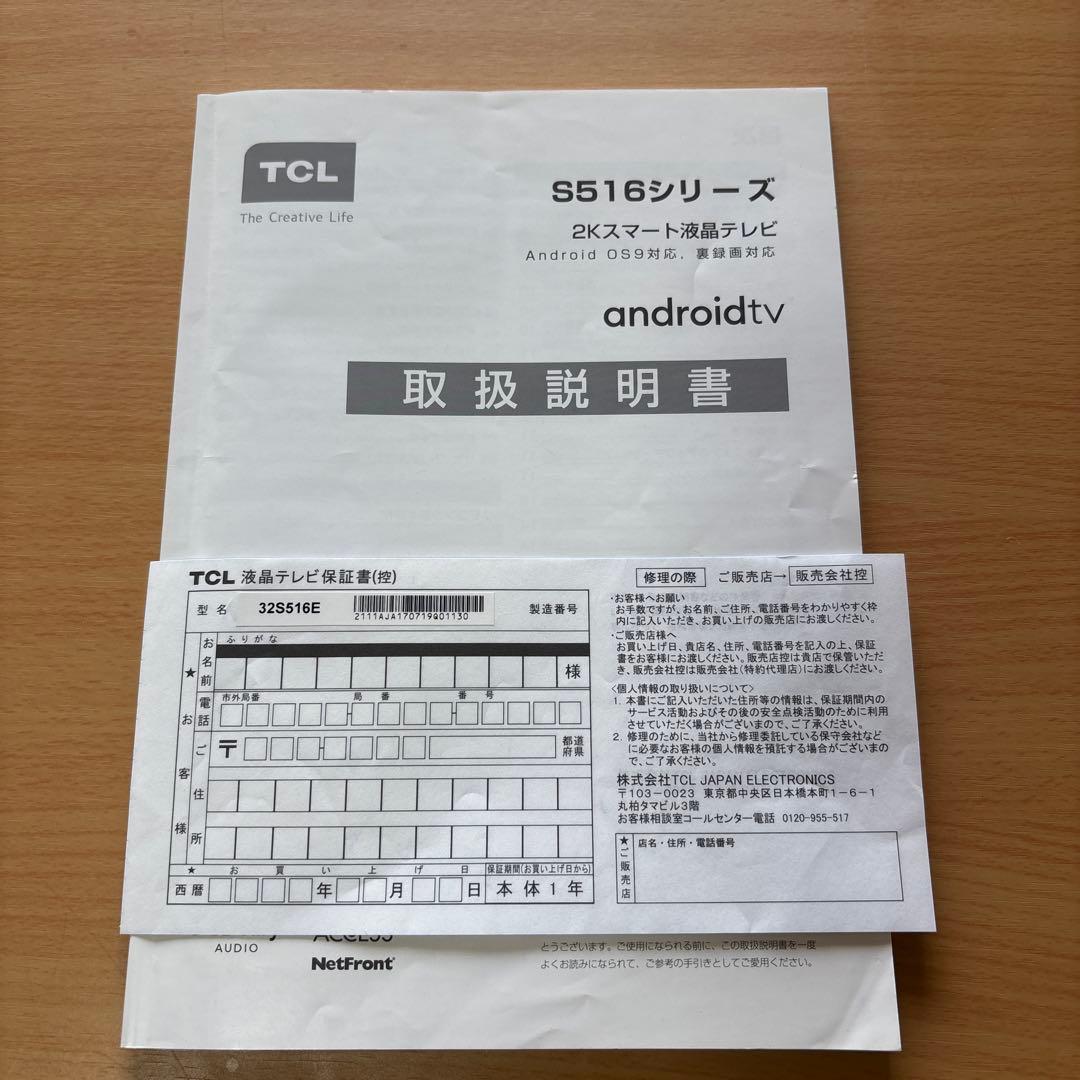 TCL
The Creative Life
S516シリーズ
2Kスマート液晶テレビ
Android OS9対応, 裏録画対応
androidtv
取扱説明書
TCL 液晶テレビ保証書(控)
修理の際 ご販売店→販売会社控
型名 32S516E 2111AJA170719Q01130 製造番号
ふりがな
★お客様
お名前 様
電話 市外局番 局番 番号
ご住所 〒 都道府県
★お買い上げ日 保証期間(お買い上げ日から)
西暦 年 月 日 本体1年
・お客様へお願い
お手数ですが、お名前、ご住所、電話番号をわかりやすく枠
内に記入いただき、お買い上げの販売店にお渡しください。
・ご販売店様へ
お買い上げ日、貴店名、住所、電話番号を記入の上、保証
書をお客様にお渡しください。販売店控は貴店で保管いただ
き、販売会社控は販売会社(特約代理店)にお渡しください。
<個人情報の取り扱いについて>
1. 本書にご記入いただいた住所等の情報は、保証期間内の
サービス活動およびその後の安全点検活動のために利用
させていただく場合がございますので、ご了承ください。
2. 修理のために、当社から修理委託している保守会社など
に必要なお客様の個人情報を預託する場合がございますの
で、ご了承ください。
株式会社TCL JAPAN ELECTRONICS
〒103-0023 東京都中央区日本橋本町1-6-1
丸柏タマビル3階
お客様相談室コールセンター電話 0120-955-517
★ご販売店 店名・住所・電話番号
AUDIO
ACCESS
NetFront
とうございます。ご使用になられる前に、この取扱説明書を一度
よくお読みになられて、ご参考の手引きとしてご愛用ください。